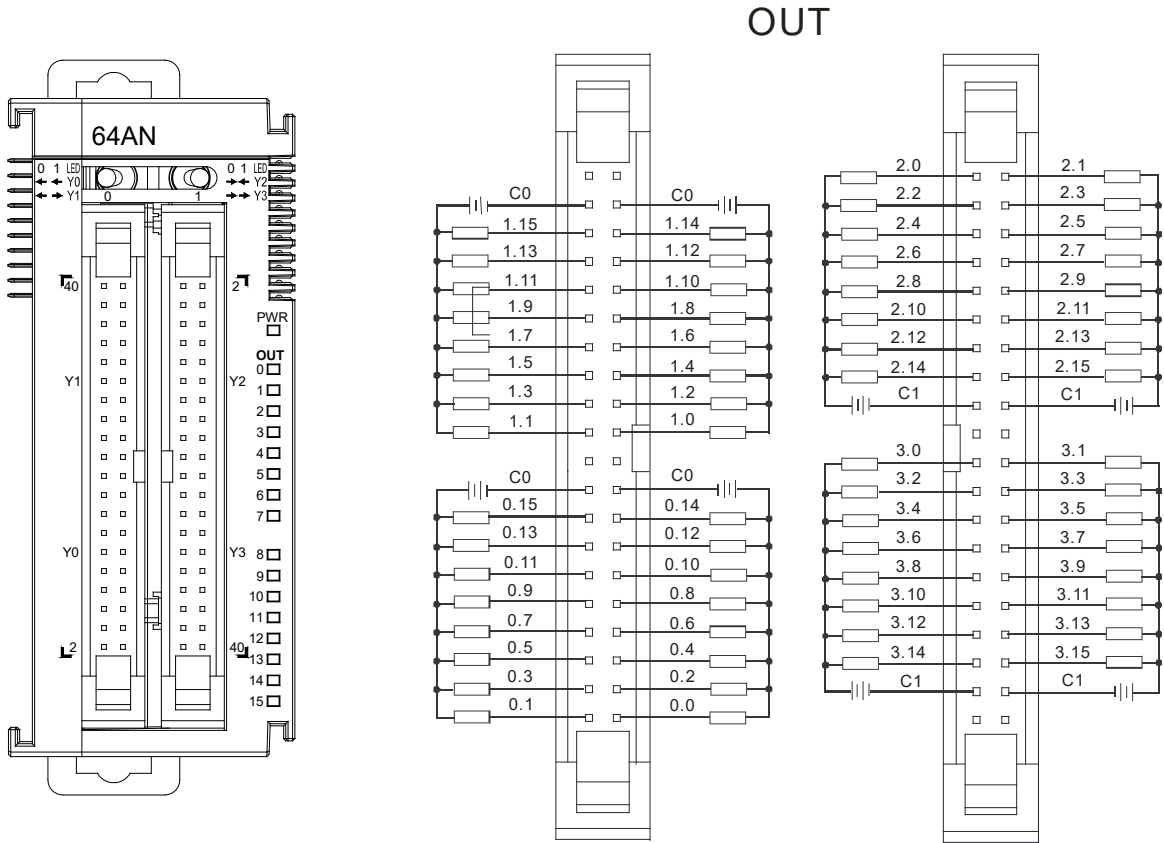 OUT
64AN
0 1 LED
Y0
Y1
0 1
0 1 LED
Y2
Y3
40
2
Y1
Y2
Y0
Y3
2
40
PWR
OUT
0
1
2
3
4
5
6
7
8
9
10
11
12
13
14
15
C0 C0
1.15 1.14
1.13 1.12
1.11 1.10
1.9 1.8
1.7 1.6
1.5 1.4
1.3 1.2
1.1 1.0
C0 C0
0.15 0.14
0.13 0.12
0.11 0.10
0.9 0.8
0.7 0.6
0.5 0.4
0.3 0.2
0.1 0.0
2.0 2.1
2.2 2.3
2.4 2.5
2.6 2.7
2.8 2.9
2.10 2.11
2.12 2.13
2.14 2.15
C1 C1
3.0 3.1
3.2 3.3
3.4 3.5
3.6 3.7
3.8 3.9
3.10 3.11
3.12 3.13
3.14 3.15
C1 C1